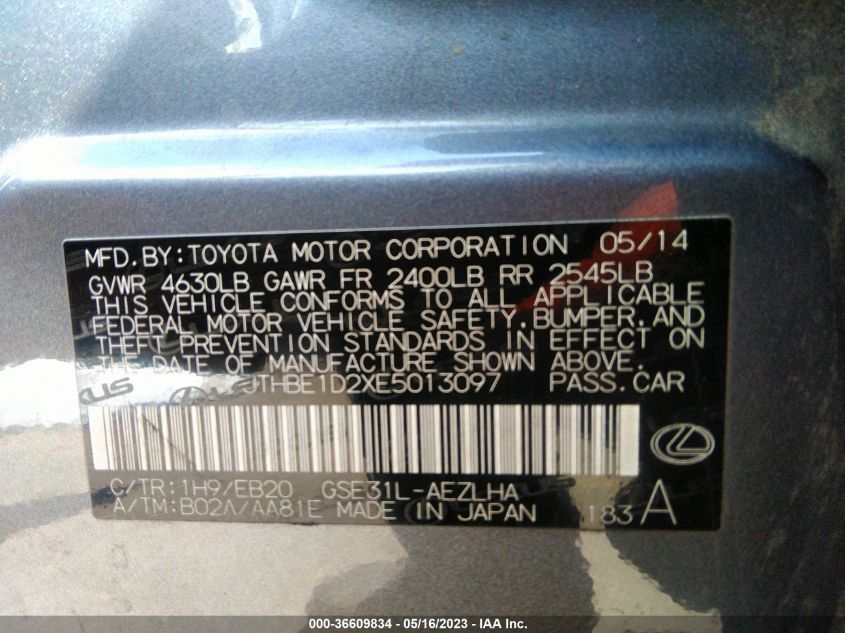 MFD.BY:TOYOTA MOTOR CORPORATION 05/14
GVWR 4630LB GAWR FR 2400LB RR 2545LB
THIS VEHICLE CONFORMS TO ALL APPLICABLE
FEDERAL MOTOR VEHICLE SAFETY,BUMPER,AND
THEFT PREVENTION STANDARDS IN EFFECT ON
THE DATE OF MANUFACTURE SHOWN ABOVE.
JTHBE1D2XE5013097 PASS.CAR
C/TR:1H9/EB20 GSE31L-AEZLHA
A/TM:B02A/AA81E MADE IN JAPAN 183 A
000-36609834 - 05/16/2023 - IAA Inc.